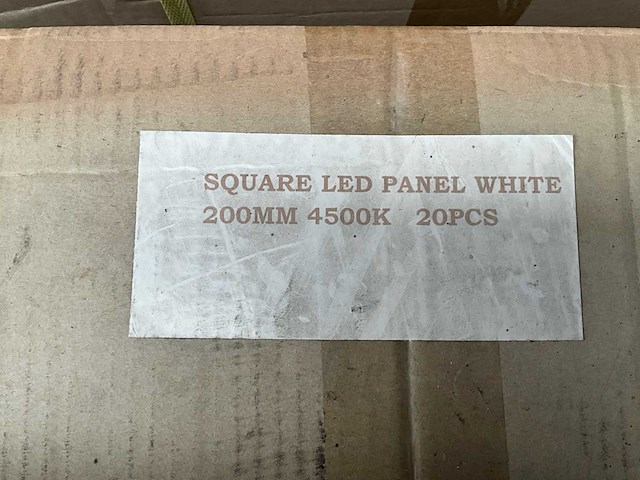 SQUARE LED PANEL WHITE
200MM 4500K 20PCS